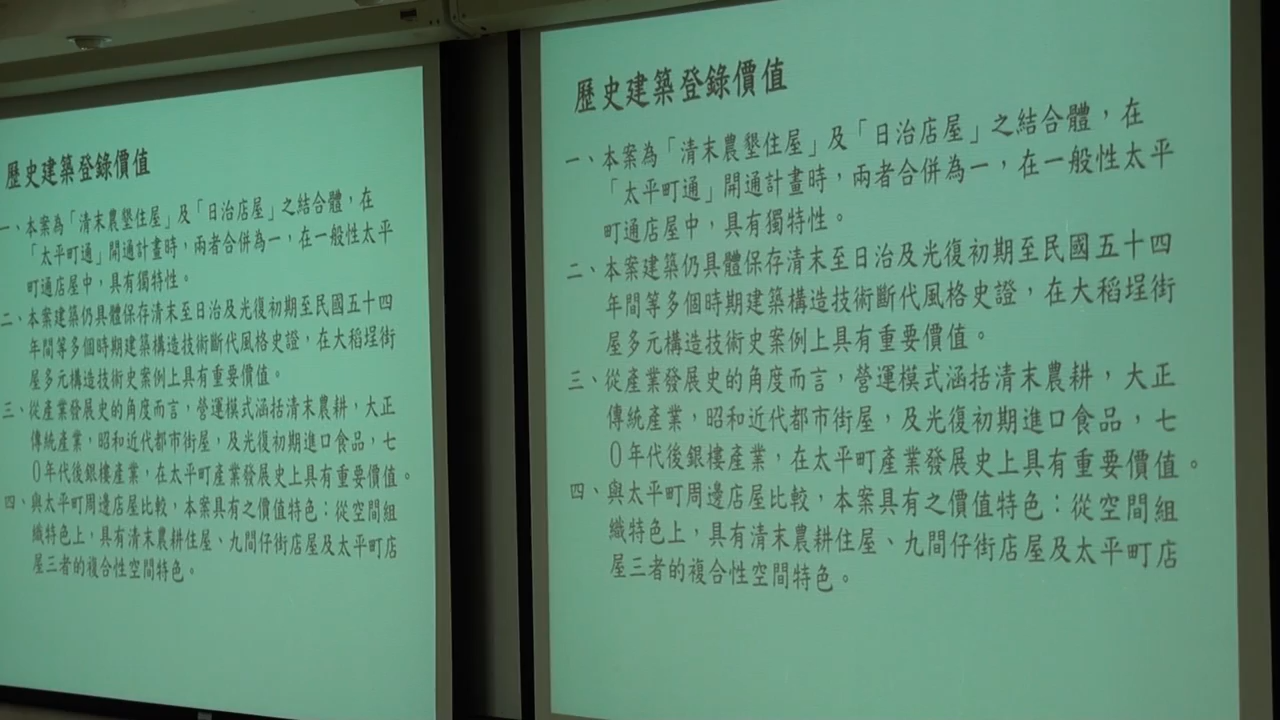 歷史建築登錄價值
一、本案為「清末農墾住屋」及「日治店屋」之結合體，在
「太平町通」開通計畫時，兩者合併為一，在一般性太平
町通店屋中，具有獨特性。
二、本案建築仍具體保存清末至日治及光復初期至民國五十四
年間等多個時期建築構造技術斷代風格史證，在大稻埕街
屋多元構造技術史案例上具有重要價值。
三、從產業發展史的角度而言，營運模式涵括清末農耕，大正
傳統產業，昭和近代都市街屋，及光復初期進口食品，七
0年代後銀樓產業，在太平町產業發展史上具有重要價值。
四、與太平町周邊店屋比較，本案具有之價值特色：從空間組
織特色上，具有清末農耕住屋、九間仔街店屋及太平町店
屋三者的複合性空間特色。
歷史建築登錄價值
一、本案為「清末農墾住屋」及「日治店屋」之結合體，在
「太平町通」開通計畫時，兩者合併為一，在一般性太平
町通店屋中，具有獨特性。
二、本案建築仍具體保存清末至日治及光復初期至民國五十四
年間等多個時期建築構造技術斷代風格史證，在大稻埕街
屋多元構造技術史案例上具有重要價值。
三、從產業發展史的角度而言，營運模式涵括清末農耕，大正
傳統產業，昭和近代都市街屋，及光復初期進口食品，七
0年代後銀樓產業，在太平町產業發展史上具有重要價值。
四、與太平町周邊店屋比較，本案具有之價值特色：從空間組
織特色上，具有清末農耕住屋、九間仔街店屋及太平町店
屋三者的複合性空間特色。